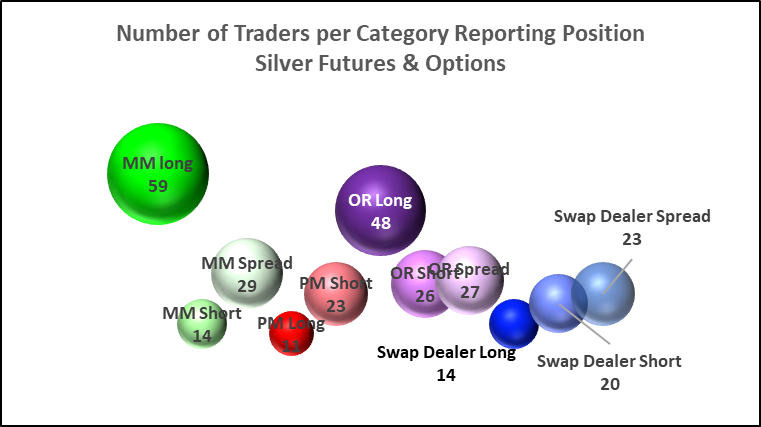 Number of Traders per Category Reporting Position
Silver Futures & Options
MM long
59
OR Long
48
Swap Dealer Spread
23
MM Spread
29
OR Short
26
OR Spread
27
PM Short
23
MM Short
14
PM Long
11
Swap Dealer Long
14
Swap Dealer Short
20